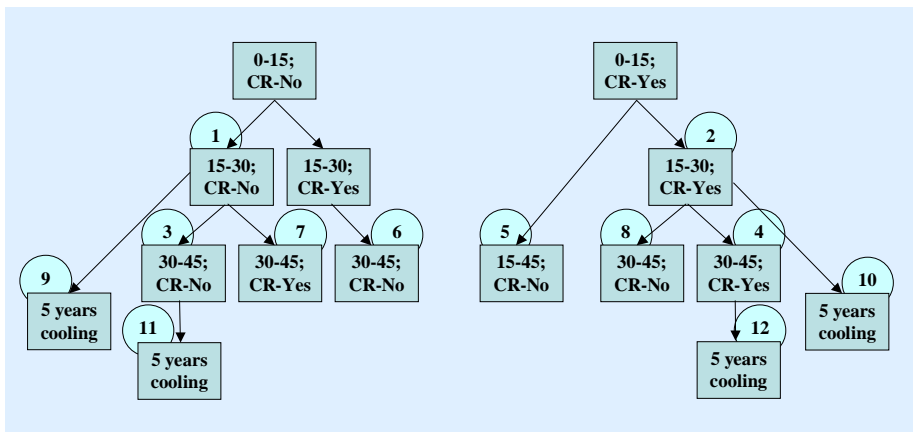 0-15;
CR-No
0-15;
CR-Yes
1
2
15-30;
CR-No
15-30;
CR-Yes
15-30;
CR-Yes
3
7
6
5
8
4
30-45;
CR-No
30-45;
CR-Yes
30-45;
CR-No
15-45;
CR-No
30-45;
CR-No
30-45;
CR-Yes
9
10
5 years
cooling
5 years
cooling
11
12
5 years
cooling
5 years
cooling